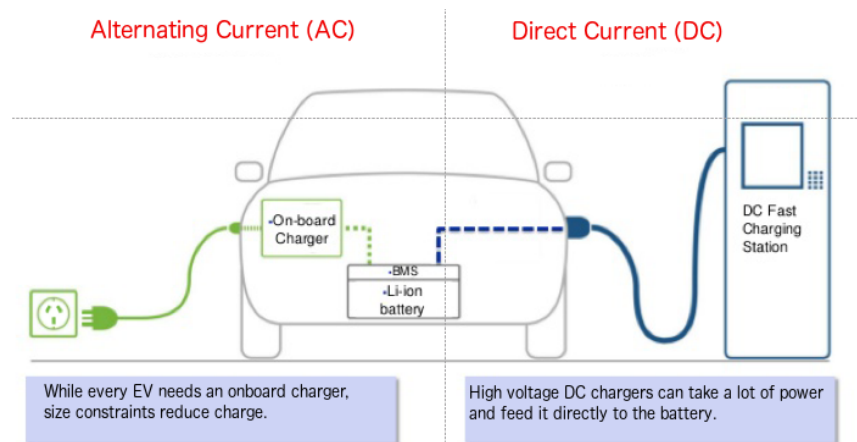 Alternating Current (AC)
Direct Current (DC)
•On-board
Charger
•BMS
•Li-ion
battery
DC Fast
Charging
Station
While every EV needs an onboard charger,
size constraints reduce charge.
High voltage DC chargers can take a lot of power
and feed it directly to the battery.